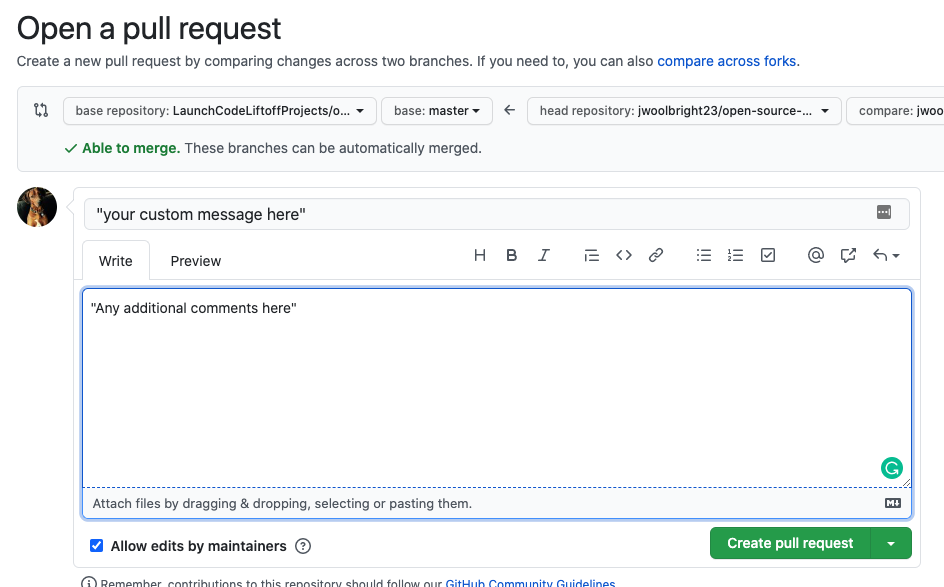 Open a pull request
Create a new pull request by comparing changes across two branches. If you need to, you can also compare across forks.
base repository: LaunchCodeLiftoffProjects/o... base: master head repository: jwoolbright23/open-source-... compare: jwoo
Able to merge. These branches can be automatically merged.
"your custom message here"
Write Preview H B I @
"Any additional comments here"
G
Attach files by dragging & dropping, selecting or pasting them. M
Allow edits by maintainers ? Create pull request
Remember, contributions to this repository should follow our GitHub Community Guidelines.